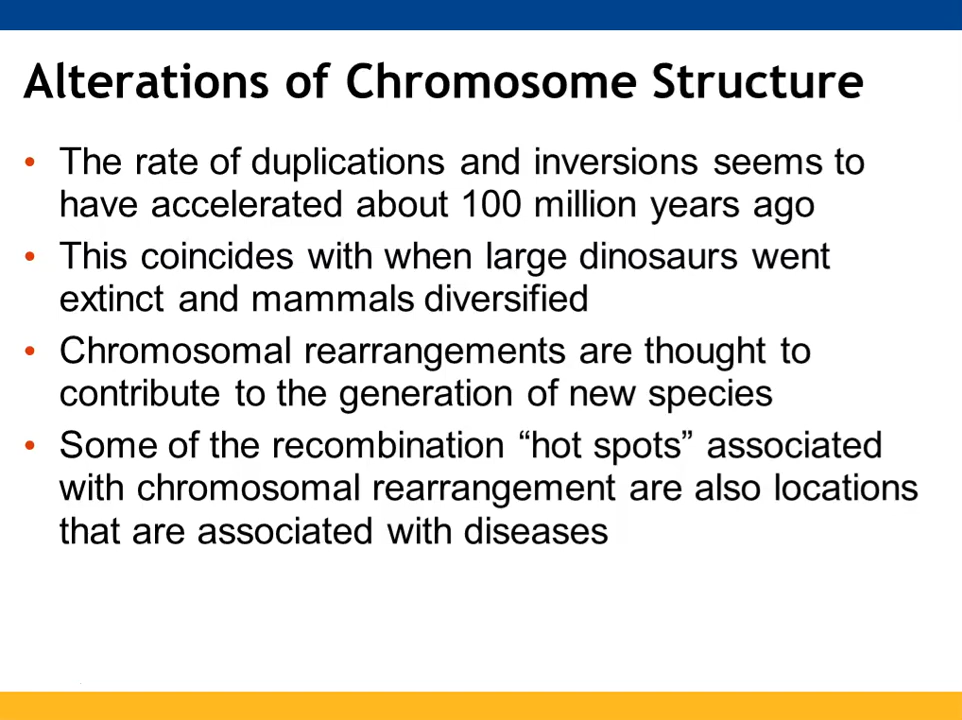 Alterations of Chromosome Structure
• The rate of duplications and inversions seems to
have accelerated about 100 million years ago
• This coincides with when large dinosaurs went
extinct and mammals diversified
• Chromosomal rearrangements are thought to
contribute to the generation of new species
• Some of the recombination “hot spots” associated
with chromosomal rearrangement are also locations
that are associated with diseases